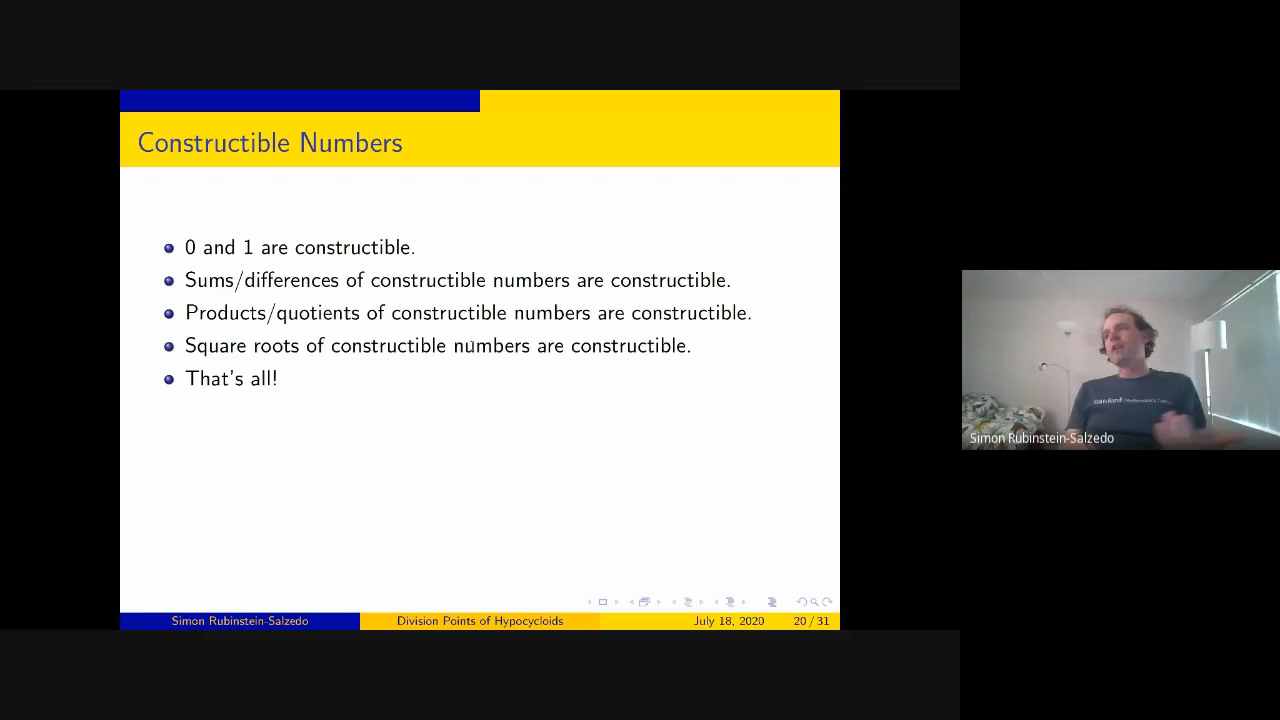 Constructible Numbers
0 and 1 are constructible.
Sums/differences of constructible numbers are constructible.
Products/quotients of constructible numbers are constructible.
Square roots of constructible numbers are constructible.
That's all!
Simon Rubinstein-Salzedo
Simon Rubinstein-Salzedo Division Points of Hypocycloids July 18, 2020 20 / 31